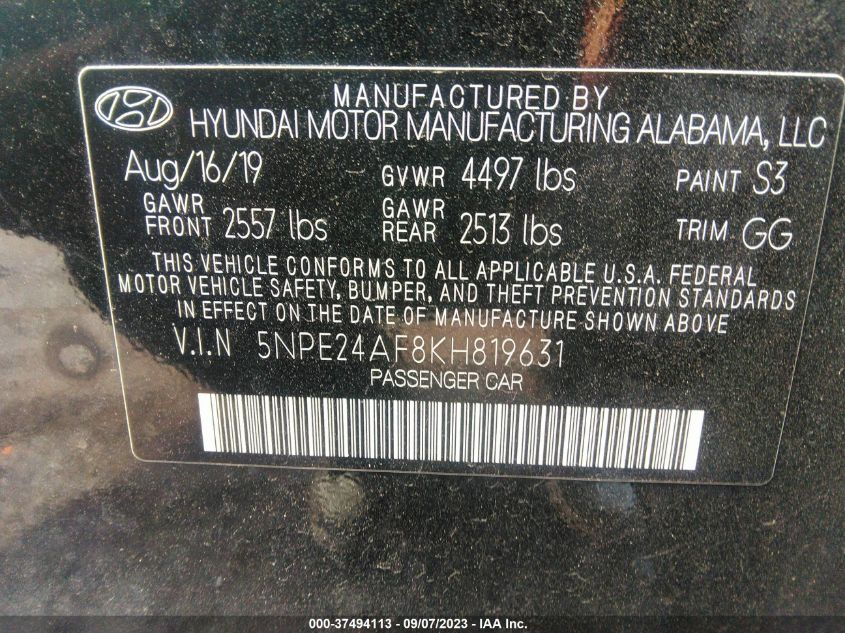 MANUFACTURED BY
HYUNDAI MOTOR MANUFACTURING ALABAMA, LLC
Aug/16/19 GVWR 4497 lbs PAINT S3
GAWR FRONT 2557 lbs GAWR REAR 2513 lbs TRIM GG
THIS VEHICLE CONFORMS TO ALL APPLICABLE U.S.A. FEDERAL
MOTOR VEHICLE SAFETY, BUMPER, AND THEFT PREVENTION STANDARDS
IN EFFECT ON THE DATE OF MANUFACTURE SHOWN ABOVE
V.I.N 5NPE24AF8KH819631
PASSENGER CAR
000-37494113 - 09/07/2023 - IAA Inc.